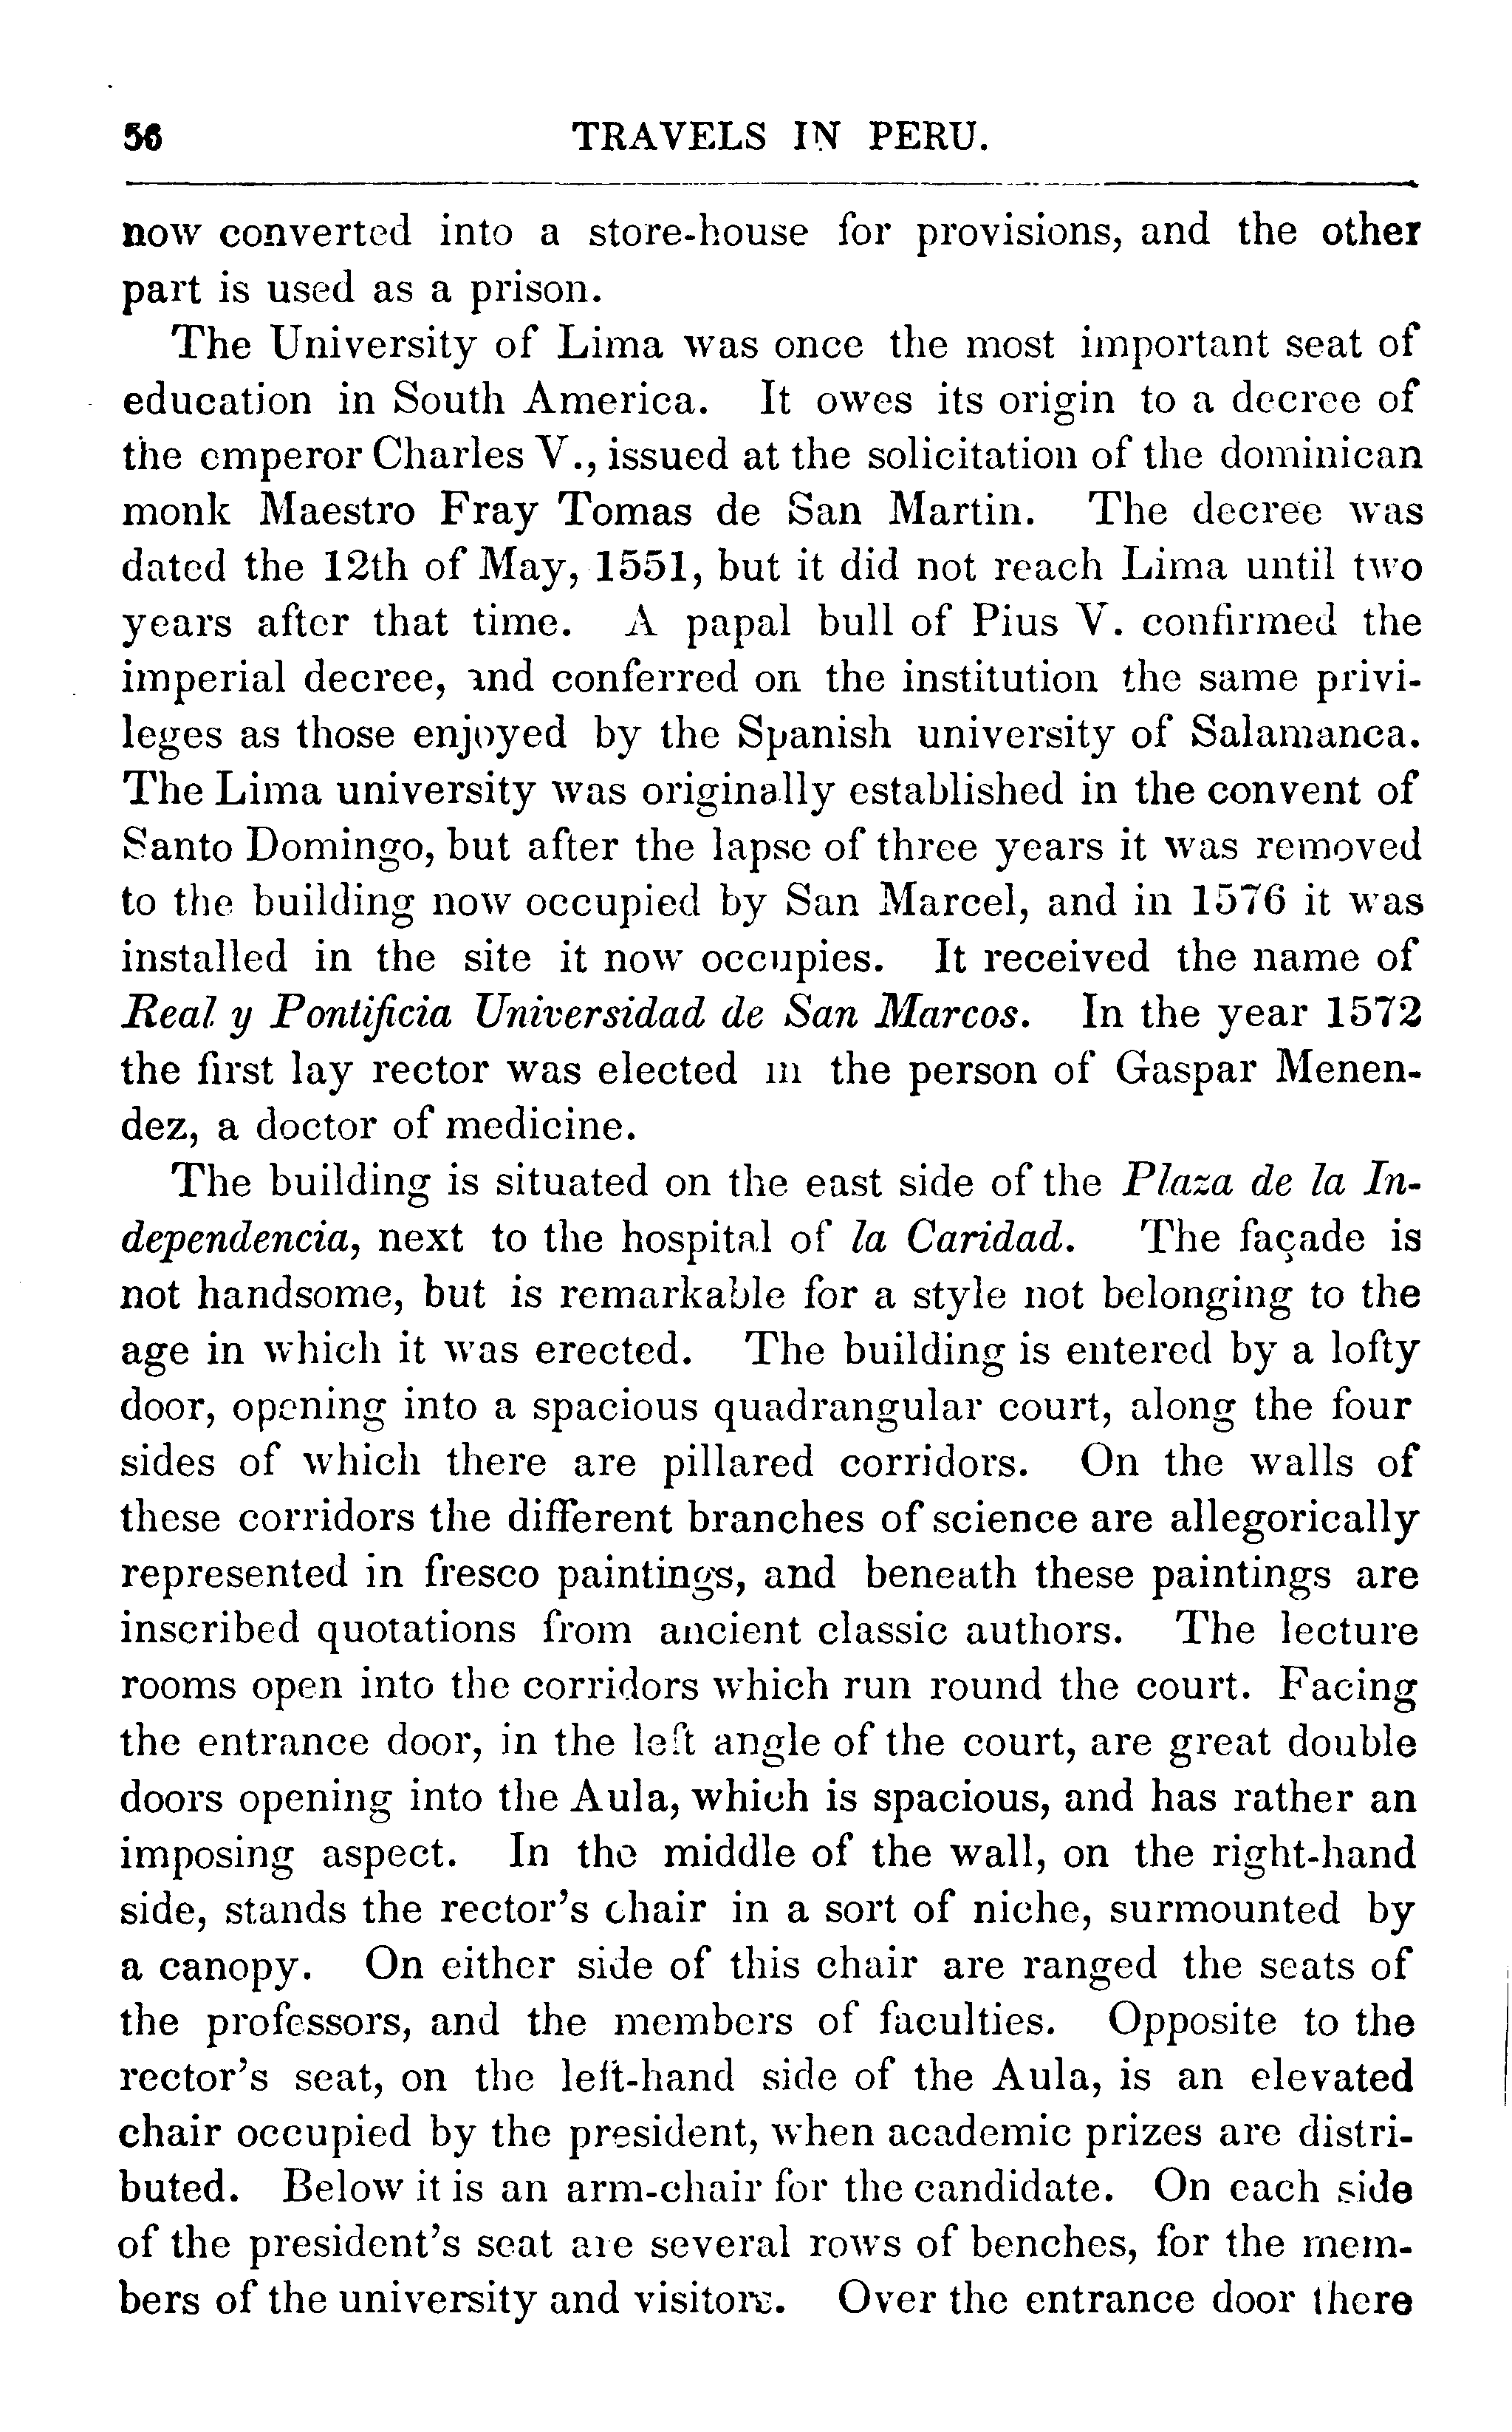 56 TRAVELS IN PERU.
now converted into a store-house for provisions, and the other
part is used as a prison.
The University of Lima was once the most important seat of
education in South America. It owes its origin to a decree of
the emperor Charles V., issued at the solicitation of the dominican
monk Maestro Fray Tomas de San Martin. The decree was
dated the 12th of May, 1551, but it did not reach Lima until two
years after that time. A papal bull of Pius V. confirmed the
imperial decree, and conferred on the institution the same privi-
leges as those enjoyed by the Spanish university of Salamanca.
The Lima university was originally established in the convent of
Santo Domingo, but after the lapse of three years it was removed
to the building now occupied by San Marcel, and in 1576 it was
installed in the site it now occupies. It received the name of
Real y Pontificia Universidad de San Marcos. In the year 1572
the first lay rector was elected in the person of Gaspar Menen-
dez, a doctor of medicine.
The building is situated on the east side of the Plaza de la In-
dependencia, next to the hospital of la Caridad. The façade is
not handsome, but is remarkable for a style not belonging to the
age in which it was erected. The building is entered by a lofty
door, opening into a spacious quadrangular court, along the four
sides of which there are pillared corridors. On the walls of
these corridors the different branches of science are allegorically
represented in fresco paintings, and beneath these paintings are
inscribed quotations from ancient classic authors. The lecture
rooms open into the corridors which run round the court. Facing
the entrance door, in the left angle of the court, are great double
doors opening into the Aula, which is spacious, and has rather an
imposing aspect. In the middle of the wall, on the right-hand
side, stands the rector's chair in a sort of niche, surmounted by
a canopy. On either side of this chair are ranged the seats of
the professors, and the members of faculties. Opposite to the
rector's seat, on the left-hand side of the Aula, is an elevated
chair occupied by the president, when academic prizes are distri-
buted. Below it is an arm-chair for the candidate. On each side
of the president's seat are several rows of benches, for the mem-
bers of the university and visitors. Over the entrance door there